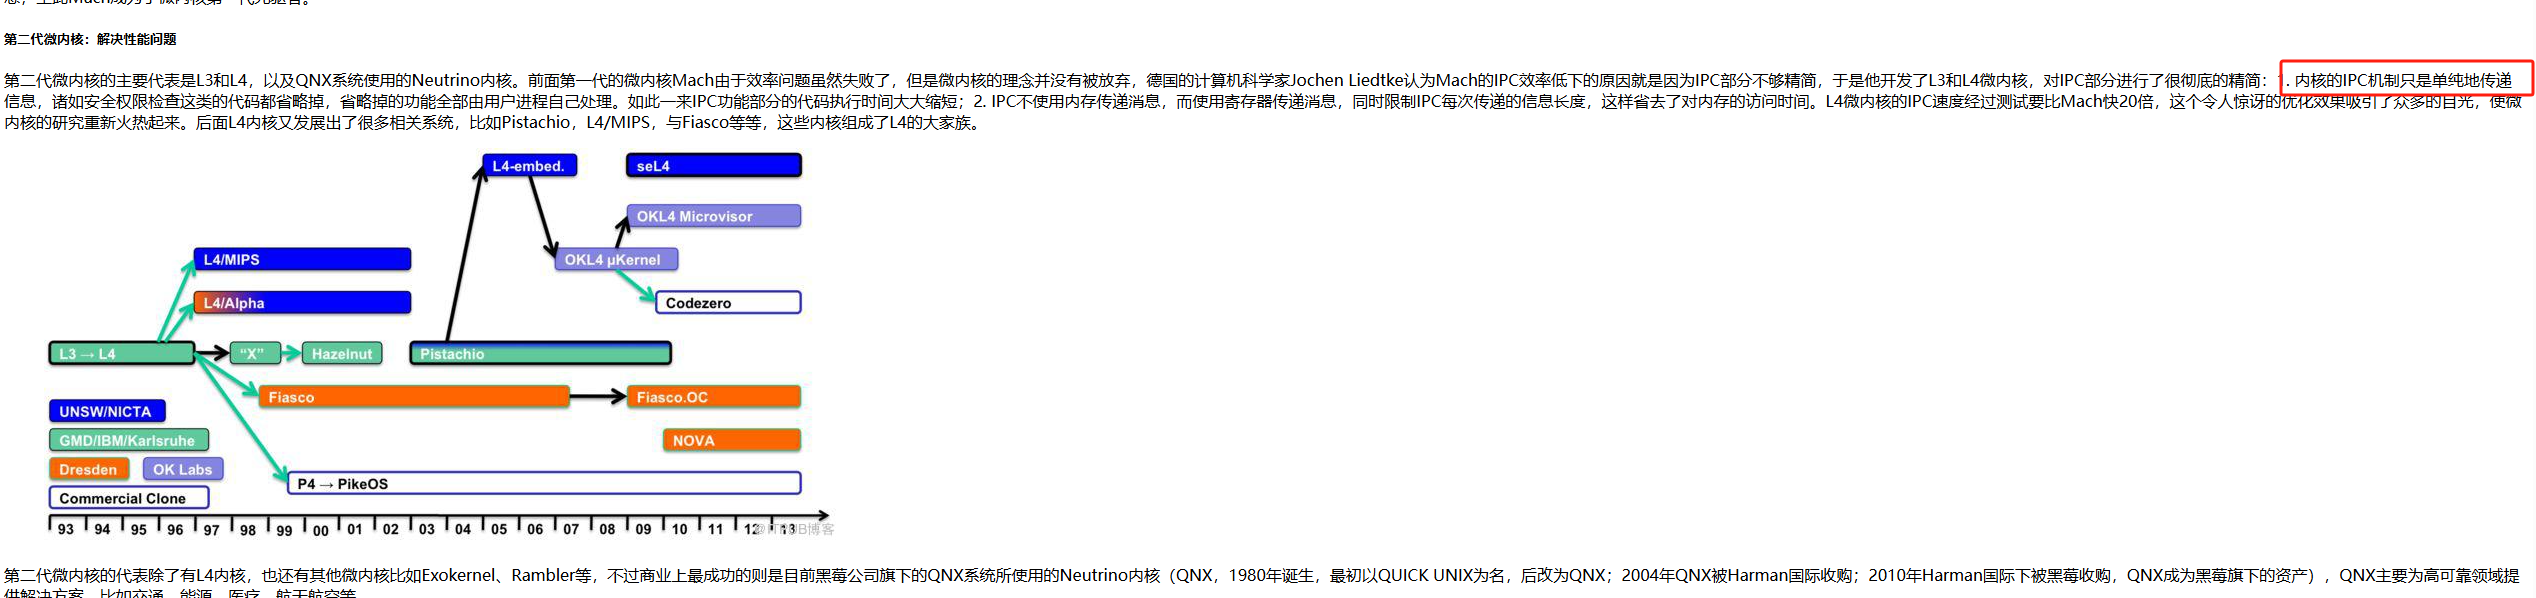 念，至此Mach成为了微内核第一代先驱者。
第二代微内核：解决性能问题
第二代微内核的主要代表是L3和L4，以及QNX系统使用的Neutrino内核。前面第一代的微内核Mach由于效率问题虽然失败了，但是微内核的理念并没有被放弃，德国的计算机科学家Jochen Liedtke认为Mach的IPC效率低下的原因就是因为IPC部分不够精简，于是他开发了L3和L4微内核，对IPC部分进行了很彻底的精简：1. 内核的IPC机制只是单纯地传递
信息，诸如安全权限检查这类的代码都省略掉，省略掉的功能全部由用户进程自己处理。如此一来IPC功能部分的代码执行时间大大缩短；2. IPC不使用内存传递消息，而使用寄存器传递消息，同时限制IPC每次传递的信息长度，这样省去了对内存的访问时间。L4微内核的IPC速度经过测试要比Mach快20倍，这个令人惊讶的优化效果吸引了众多的目光，使微
内核的研究重新火热起来。后面L4内核又发展出了很多相关系统，比如Pistachio，L4/MIPS，与Fiasco等等，这些内核组成了L4的大家族。
L4-embed.
seL4
OKL4 Microvisor
L4/MIPS
OKL4 µKernel
L4/Alpha
Codezero
L3 → L4
“X”
Hazelnut
Pistachio
Fiasco
Fiasco.OC
UNSW/NICTA
GMD/IBM/Karlsruhe
NOVA
Dresden
OK Labs
P4 → PikeOS
Commercial Clone
93 94 95 96 97 98 99 00 01 02 03 04 05 06 07 08 09 10 11 12 13
@ITPUB博客
第二代微内核的代表除了有L4内核，也还有其他微内核比如Exokernel、Rambler等，不过商业上最成功的则是目前黑莓公司旗下的QNX系统所使用的Neutrino内核（QNX，1980年诞生，最初以QUICK UNIX为名，后改为QNX；2004年QNX被Harman国际收购；2010年Harman国际下被黑莓收购，QNX成为黑莓旗下的资产），QNX主要为高可靠领域提
供解决方案，比如交通、能源、医疗、航天航空等。